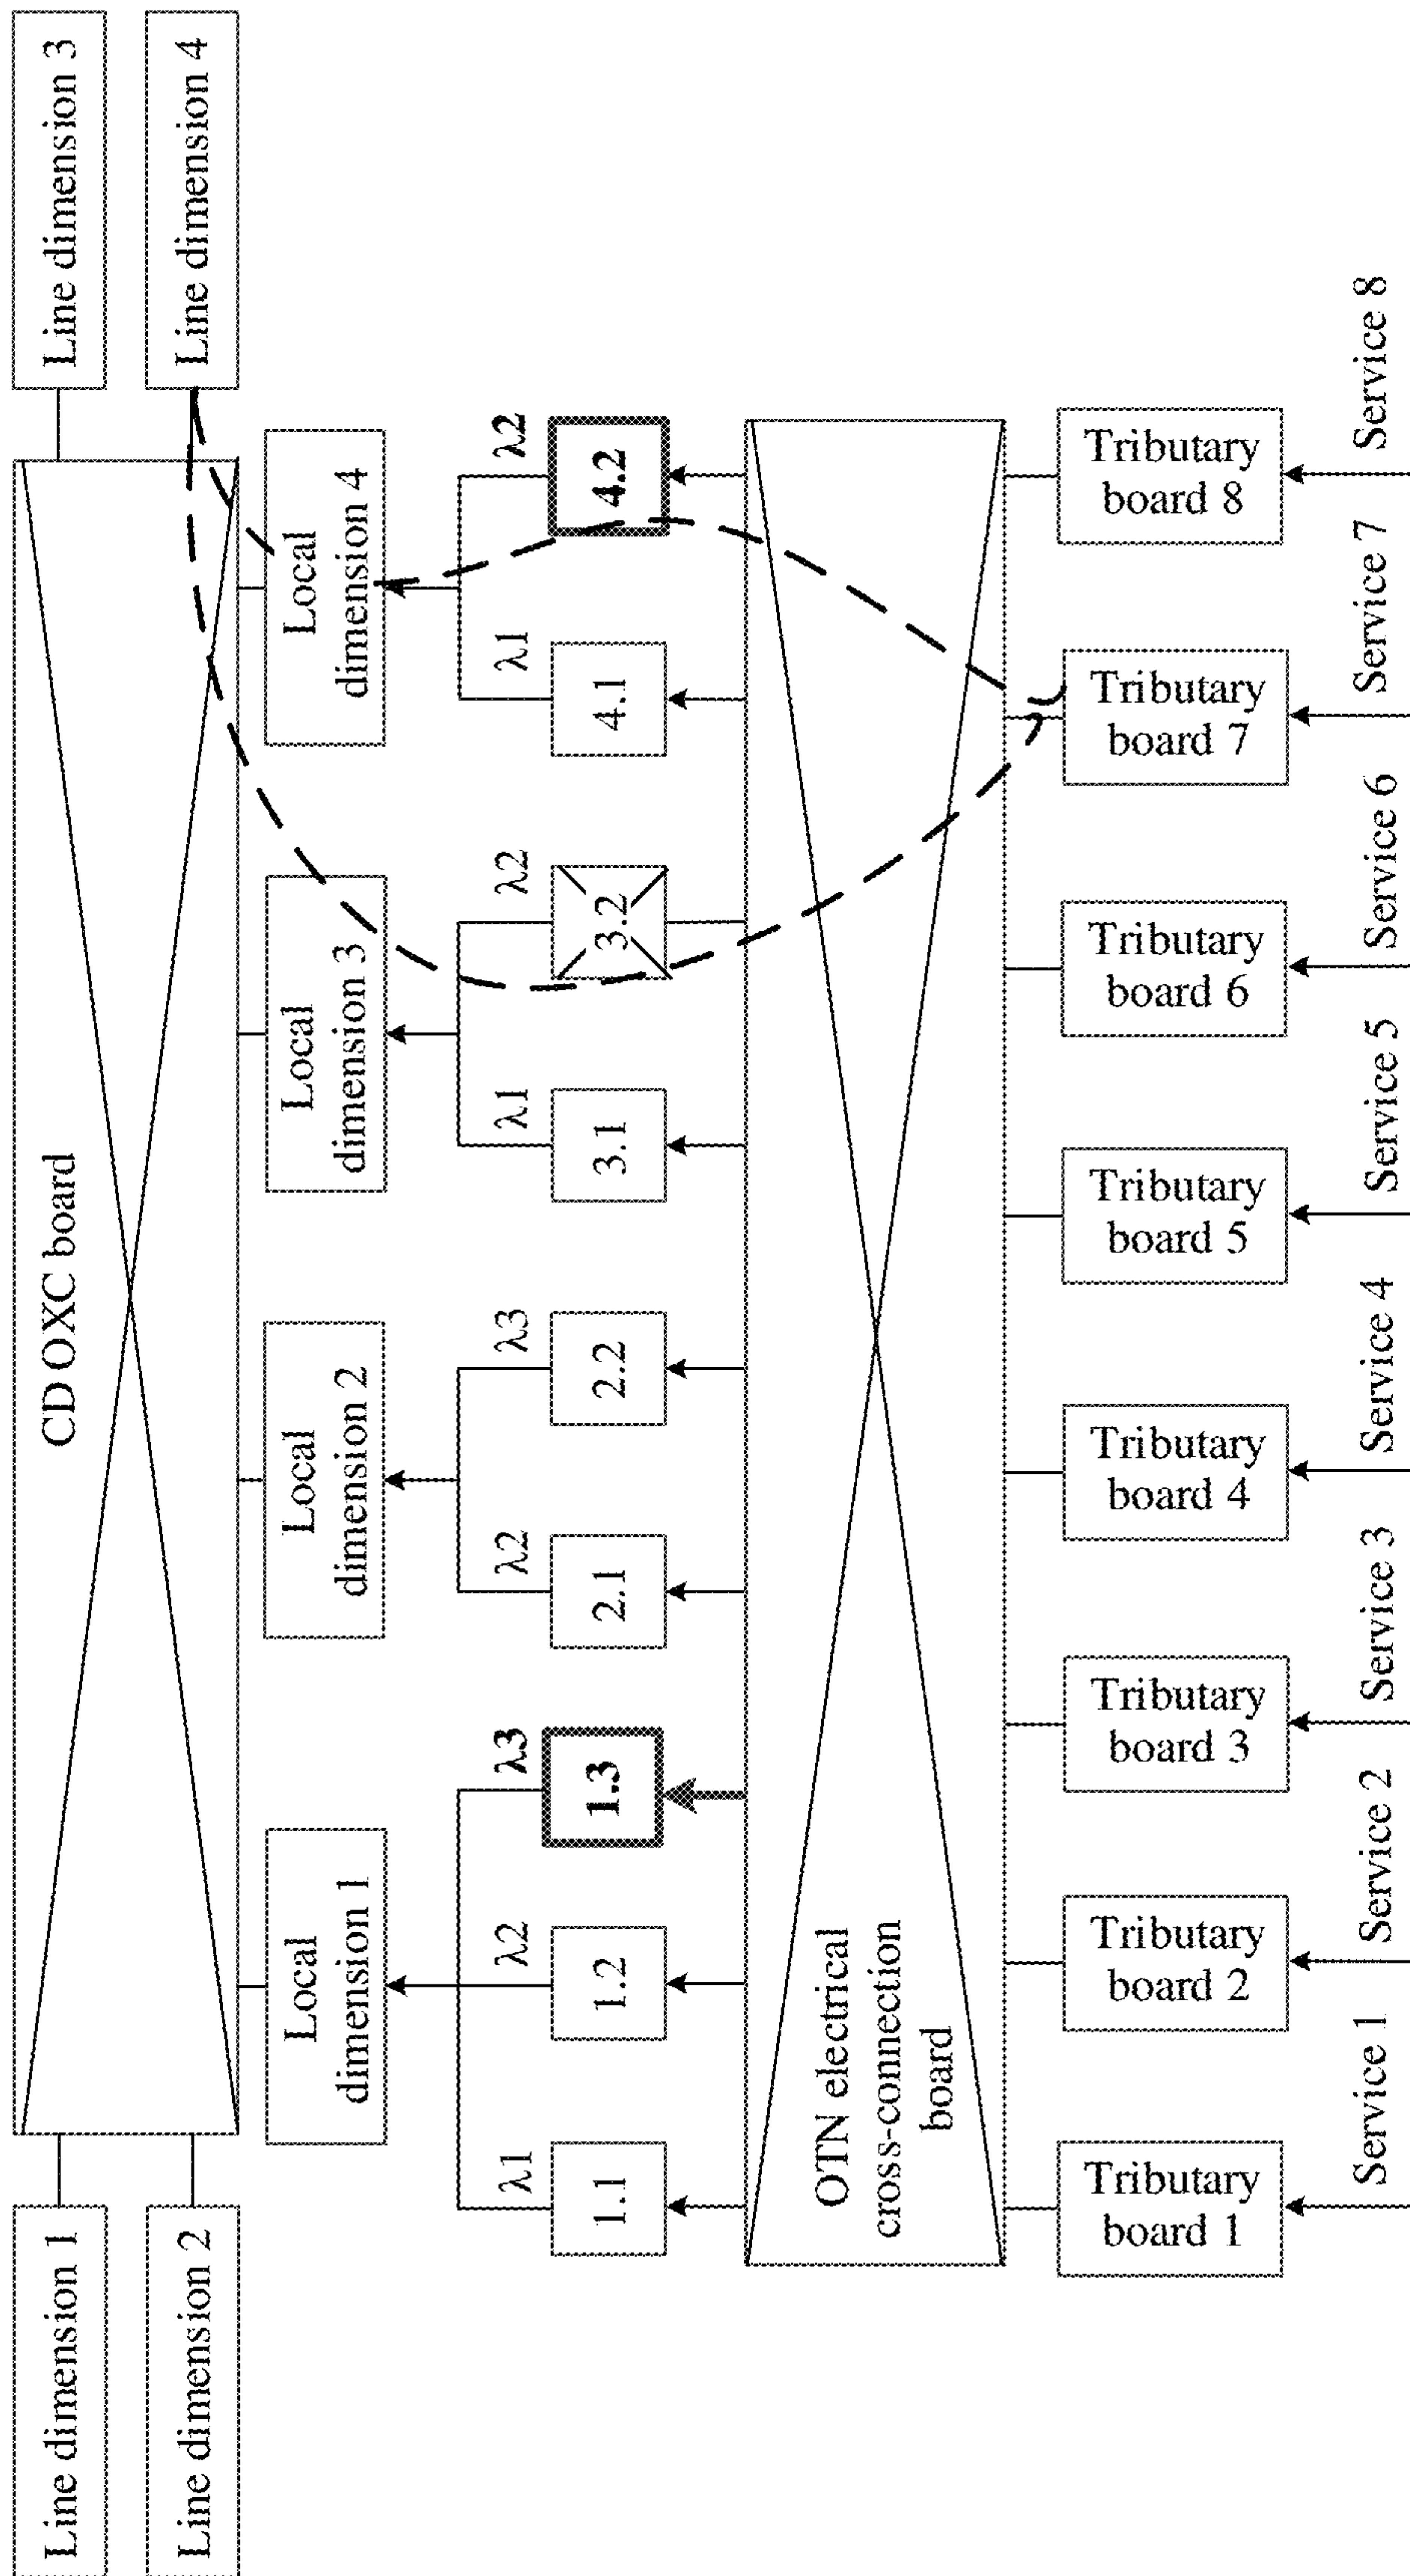 Line dimension 1
Line dimension 2
CD OXC board
Line dimension 3
Line dimension 4
Local
dimension 1
Local
dimension 2
Local
dimension 3
Local
dimension 4
λ1
λ2
λ3
λ2
λ3
λ1
λ2
λ1
λ2
1.1
1.2
1.3
2.1
2.2
3.1
3.2
4.1
4.2
OTN electrical
cross-connection
board
Tributary
board 1
Tributary
board 2
Tributary
board 3
Tributary
board 4
Tributary
board 5
Tributary
board 6
Tributary
board 7
Tributary
board 8
Service 1
Service 2
Service 3
Service 4
Service 5
Service 6
Service 7
Service 8